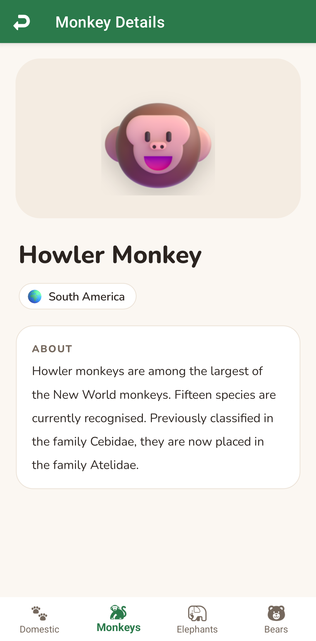 Monkey Details
Howler Monkey
South America
ABOUT
Howler monkeys are among the largest of
the New World monkeys. Fifteen species are
currently recognised. Previously classified in
the family Cebidae, they are now placed in
the family Atelidae.
Domestic
Monkeys
Elephants
Bears